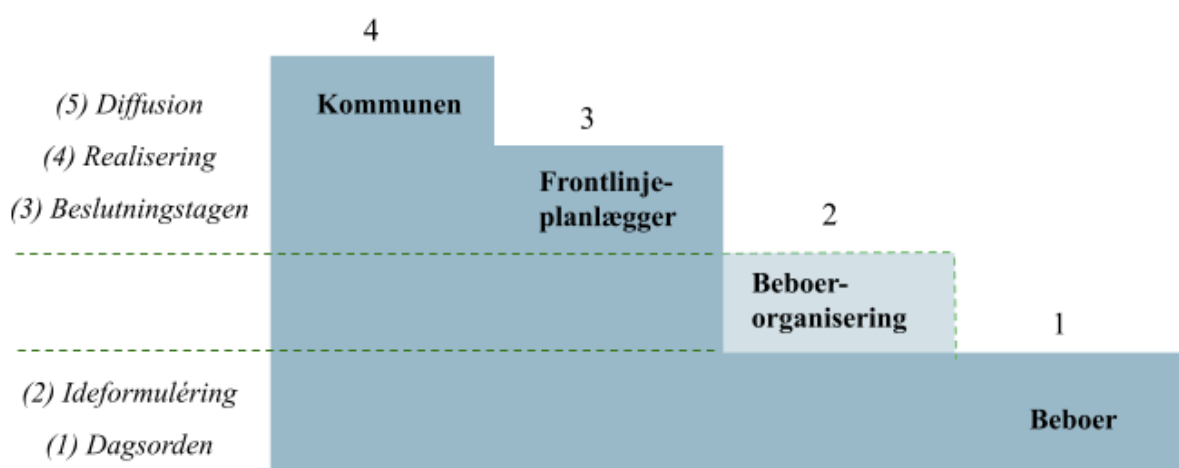 4
(5) Diffusion
Kommunen
3
(4) Realisering
Frontlinje-
planlægger
(3) Beslutningstagen
2
Beboer-
organisering
1
(2) Ideformuléring
Beboer
(1) Dagsorden